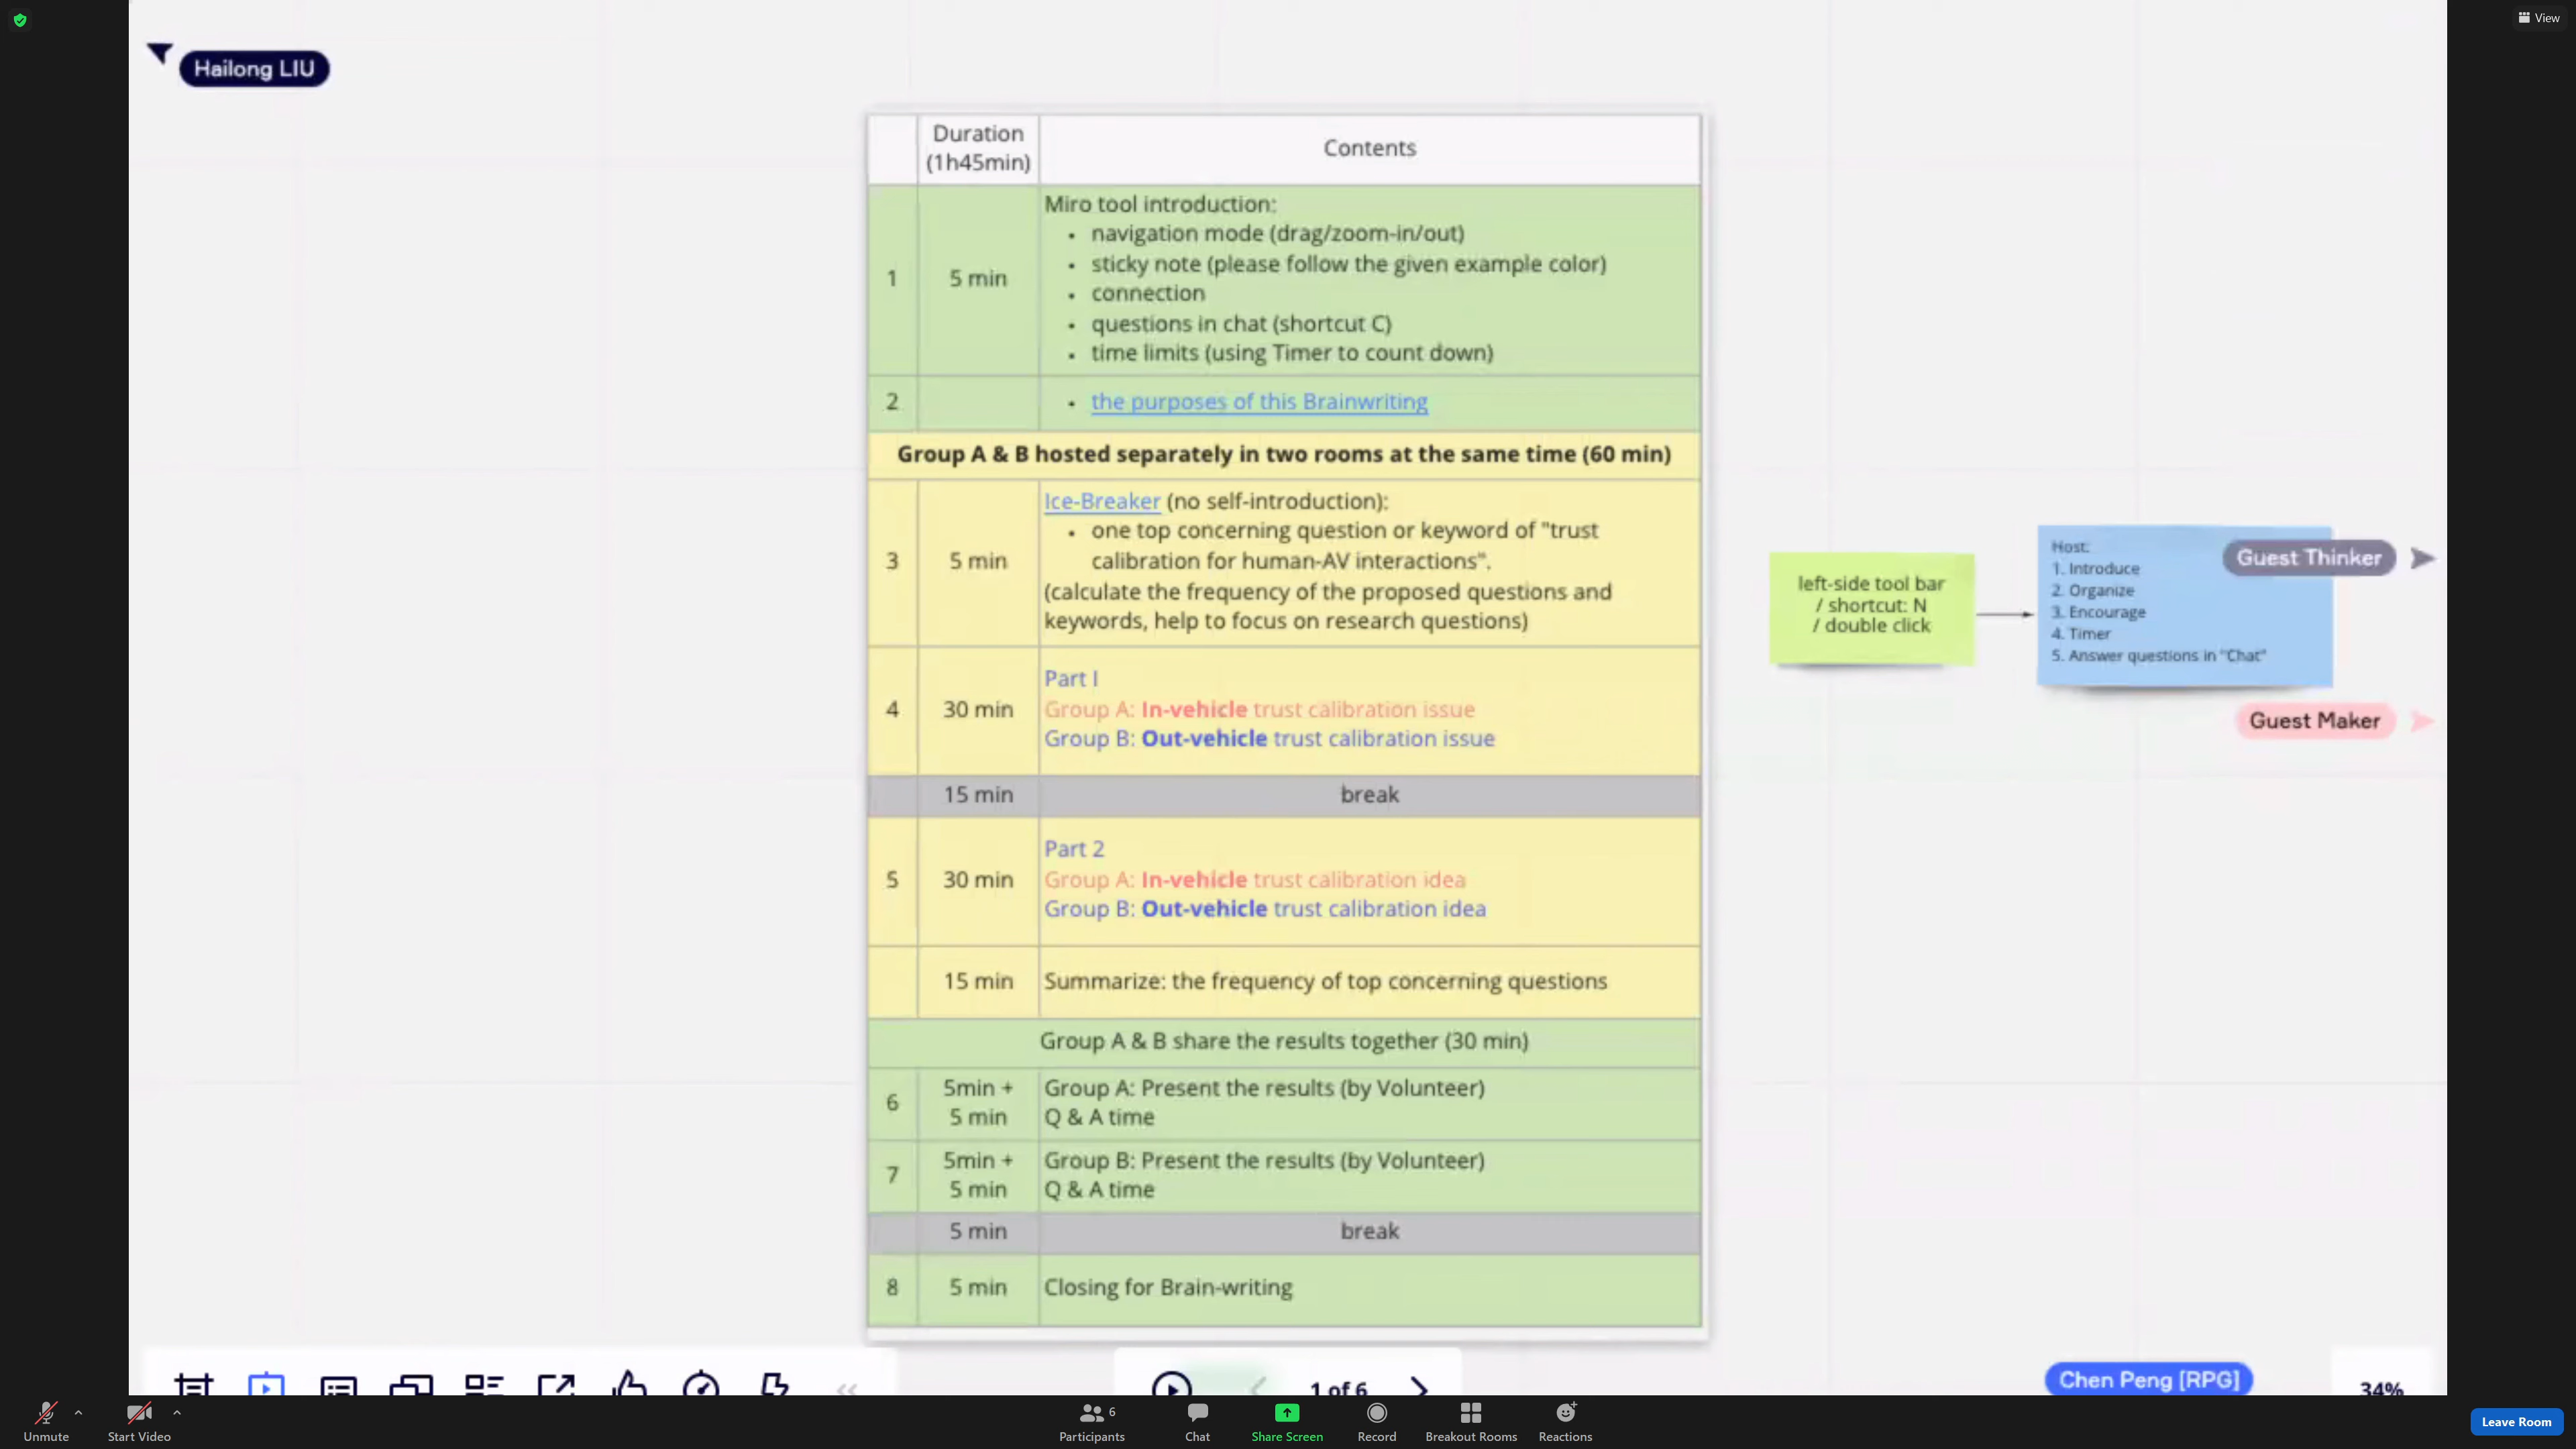 View
Hailong LIU
Duration
(1h45min)
Contents
1
5 min
Miro tool introduction:
• navigation mode (drag/zoom-in/out)
• sticky note (please follow the given example color)
• connection
• questions in chat (shortcut C)
• time limits (using Timer to count down)
2
• the purposes of this Brainwriting
Group A & B hosted separately in two rooms at the same time (60 min)
3
5 min
Ice-Breaker (no self-introduction):
• one top concerning question or keyword of "trust
calibration for human-AV interactions".
(calculate the frequency of the proposed questions and
keywords, help to focus on research questions)
4
30 min
Part I
Group A: In-vehicle trust calibration issue
Group B: Out-vehicle trust calibration issue
15 min
break
5
30 min
Part 2
Group A: In-vehicle trust calibration idea
Group B: Out-vehicle trust calibration idea
15 min
Summarize: the frequency of top concerning questions
Group A & B share the results together (30 min)
6
5min +
5 min
Group A: Present the results (by Volunteer)
Q & A time
7
5min +
5 min
Group B: Present the results (by Volunteer)
Q & A time
5 min
break
8
5 min
Closing for Brain-writing
left-side tool bar
/ shortcut: N
/ double click
Host:
1. Introduce
2. Organize
3. Encourage
4. Timer
5. Answer questions in "Chat"
Guest Thinker
Guest Maker
1 of 6
Chen Peng [RPG]
34%
Unmute
Start Video
6
Participants
Chat
Share Screen
Record
Breakout Rooms
Reactions
Leave Room